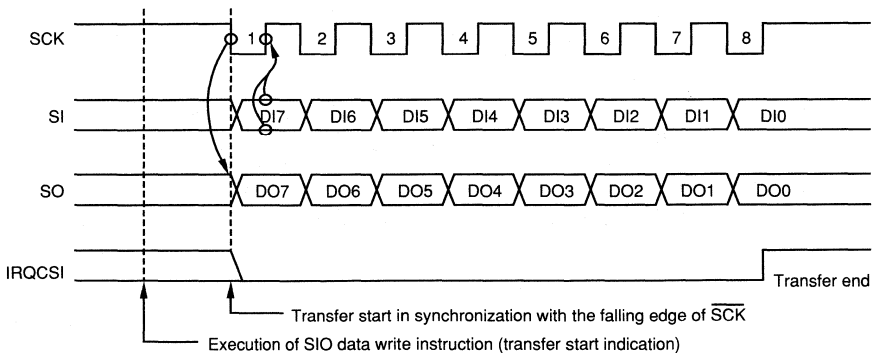 SCK 1 2 3 4 5 6 7 8
SI DI7 DI6 DI5 DI4 DI3 DI2 DI1 DI0
SO DO7 DO6 DO5 DO4 DO3 DO2 DO1 DO0
IRQCSI
Transfer end
Transfer start in synchronization with the falling edge of S̅C̅K̅
Execution of SIO data write instruction (transfer start indication)